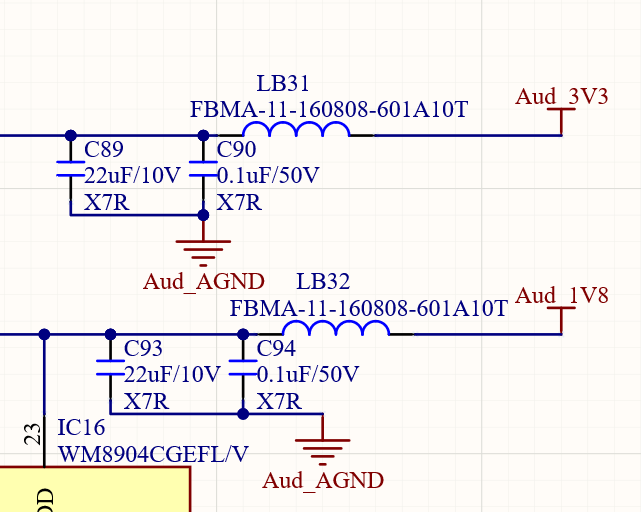 LB31
FBMA-11-160808-601A10T
Aud_3V3
C89
22uF/10V
X7R
C90
0.1uF/50V
X7R
Aud_AGND
LB32
FBMA-11-160808-601A10T
Aud_1V8
C93
22uF/10V
X7R
C94
0.1uF/50V
X7R
23
IC16
WM8904CGEFL/V
Aud_AGND